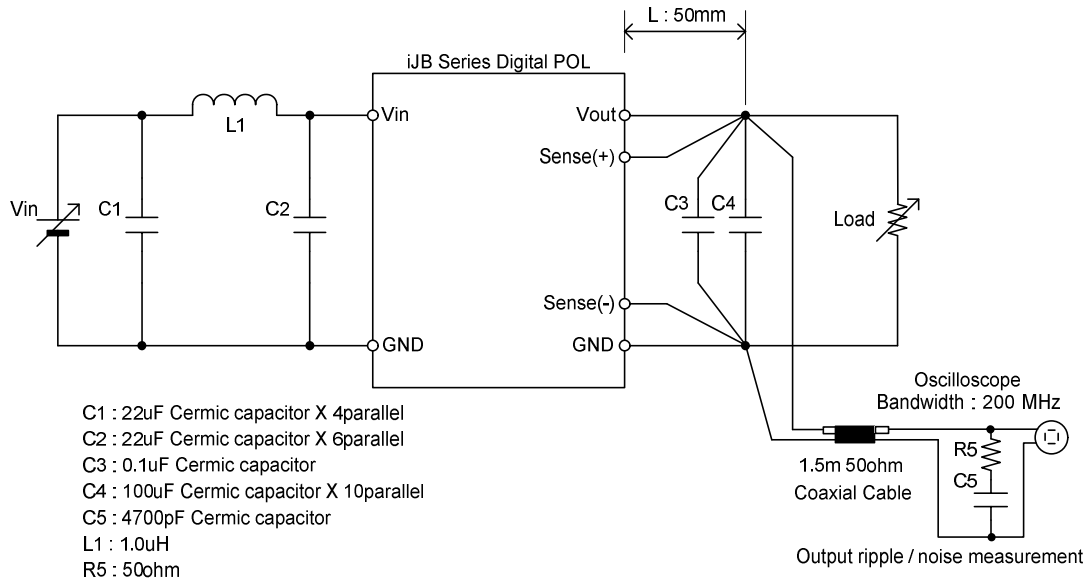 L : 50mm
iJB Series Digital POL
Vin
Vout
L1
Sense(+)
Vin
C1
C2
C3
C4
Load
Sense(-)
GND
GND
Oscilloscope
Bandwidth : 200 MHz
C1 : 22uF Cermic capacitor X 4parallel
C2 : 22uF Cermic capacitor X 6parallel
C3 : 0.1uF Cermic capacitor
C4 : 100uF Cermic capacitor X 10parallel
C5 : 4700pF Cermic capacitor
L1 : 1.0uH
R5 : 50ohm
1.5m 50ohm
Coaxial Cable
R5
C5
Output ripple / noise measurement